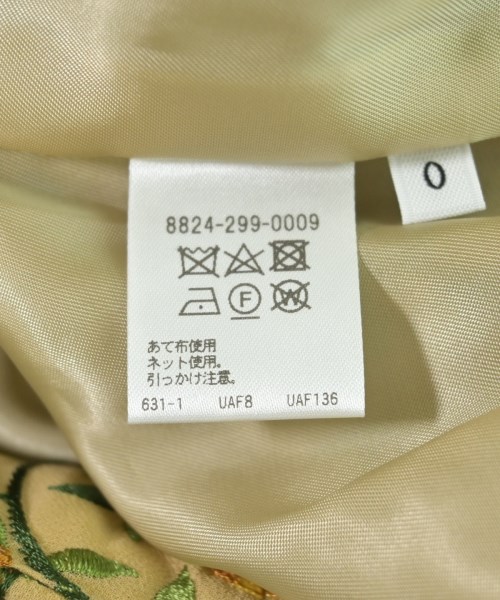 0
8824-299-0009
P
W
あて布使用
ネット使用。
引っかけ注意。
631-1 UAF8 UAF136